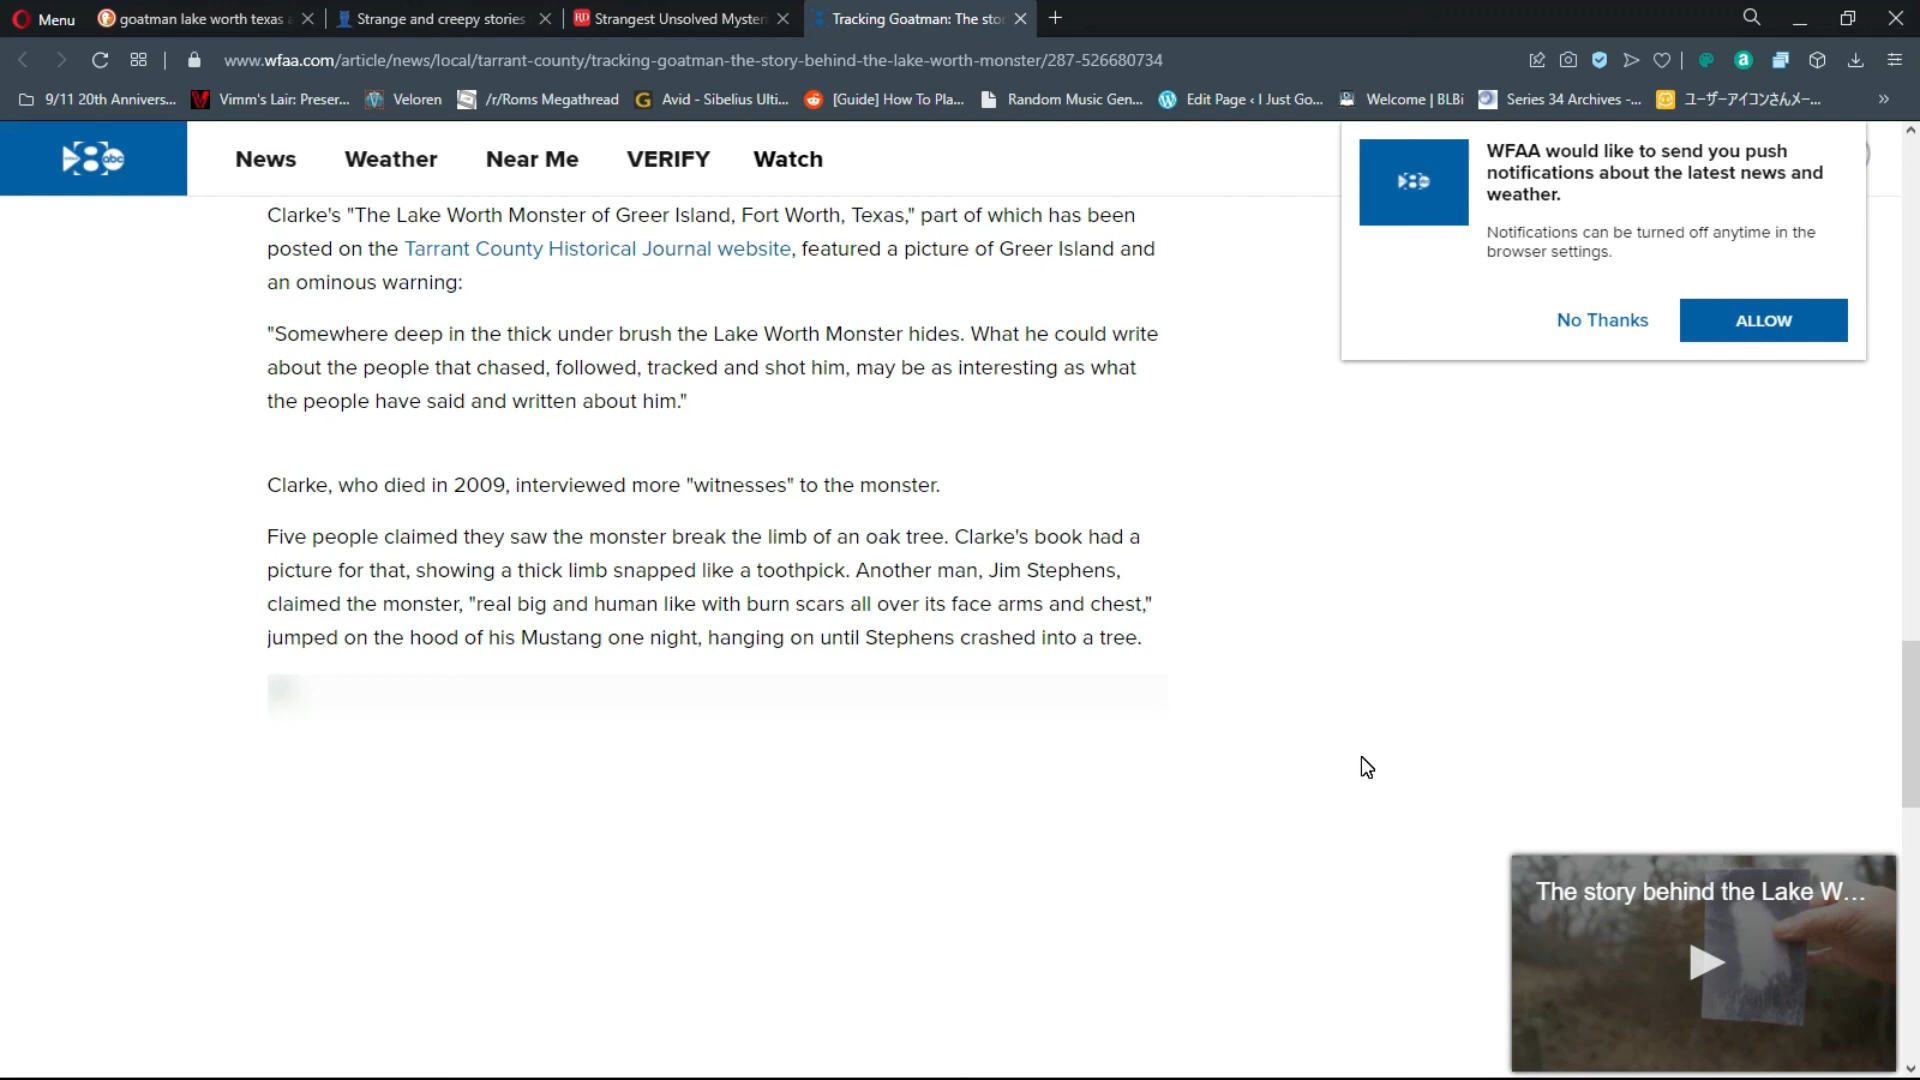 Menu
goatman lake worth texas
Strange and creepy stories
RD Strangest Unsolved Myster
Tracking Goatman: The sto
www.wfaa.com/article/news/local/tarrant-county/tracking-goatman-the-story-behind-the-lake-worth-monster/287-526680734
9/11 20th Annivers...
Vimm's Lair: Preser...
Veloren
/r/Roms Megathread
Avid - Sibelius Ulti...
[Guide] How To Pla...
Random Music Gen...
Edit Page ‹ I Just Go...
Welcome | BLBi
Series 34 Archives -...
ユーザーアイコンさんメー...
»
8 abc
News
Weather
Near Me
VERIFY
Watch
WFAA would like to send you push
notifications about the latest news and
weather.
Notifications can be turned off anytime in the
browser settings.
No Thanks
ALLOW
Clarke's "The Lake Worth Monster of Greer Island, Fort Worth, Texas," part of which has been
posted on the Tarrant County Historical Journal website, featured a picture of Greer Island and
an ominous warning:
"Somewhere deep in the thick under brush the Lake Worth Monster hides. What he could write
about the people that chased, followed, tracked and shot him, may be as interesting as what
the people have said and written about him."
Clarke, who died in 2009, interviewed more "witnesses" to the monster.
Five people claimed they saw the monster break the limb of an oak tree. Clarke's book had a
picture for that, showing a thick limb snapped like a toothpick. Another man, Jim Stephens,
claimed the monster, "real big and human like with burn scars all over its face arms and chest,"
jumped on the hood of his Mustang one night, hanging on until Stephens crashed into a tree.
The story behind the Lake W...